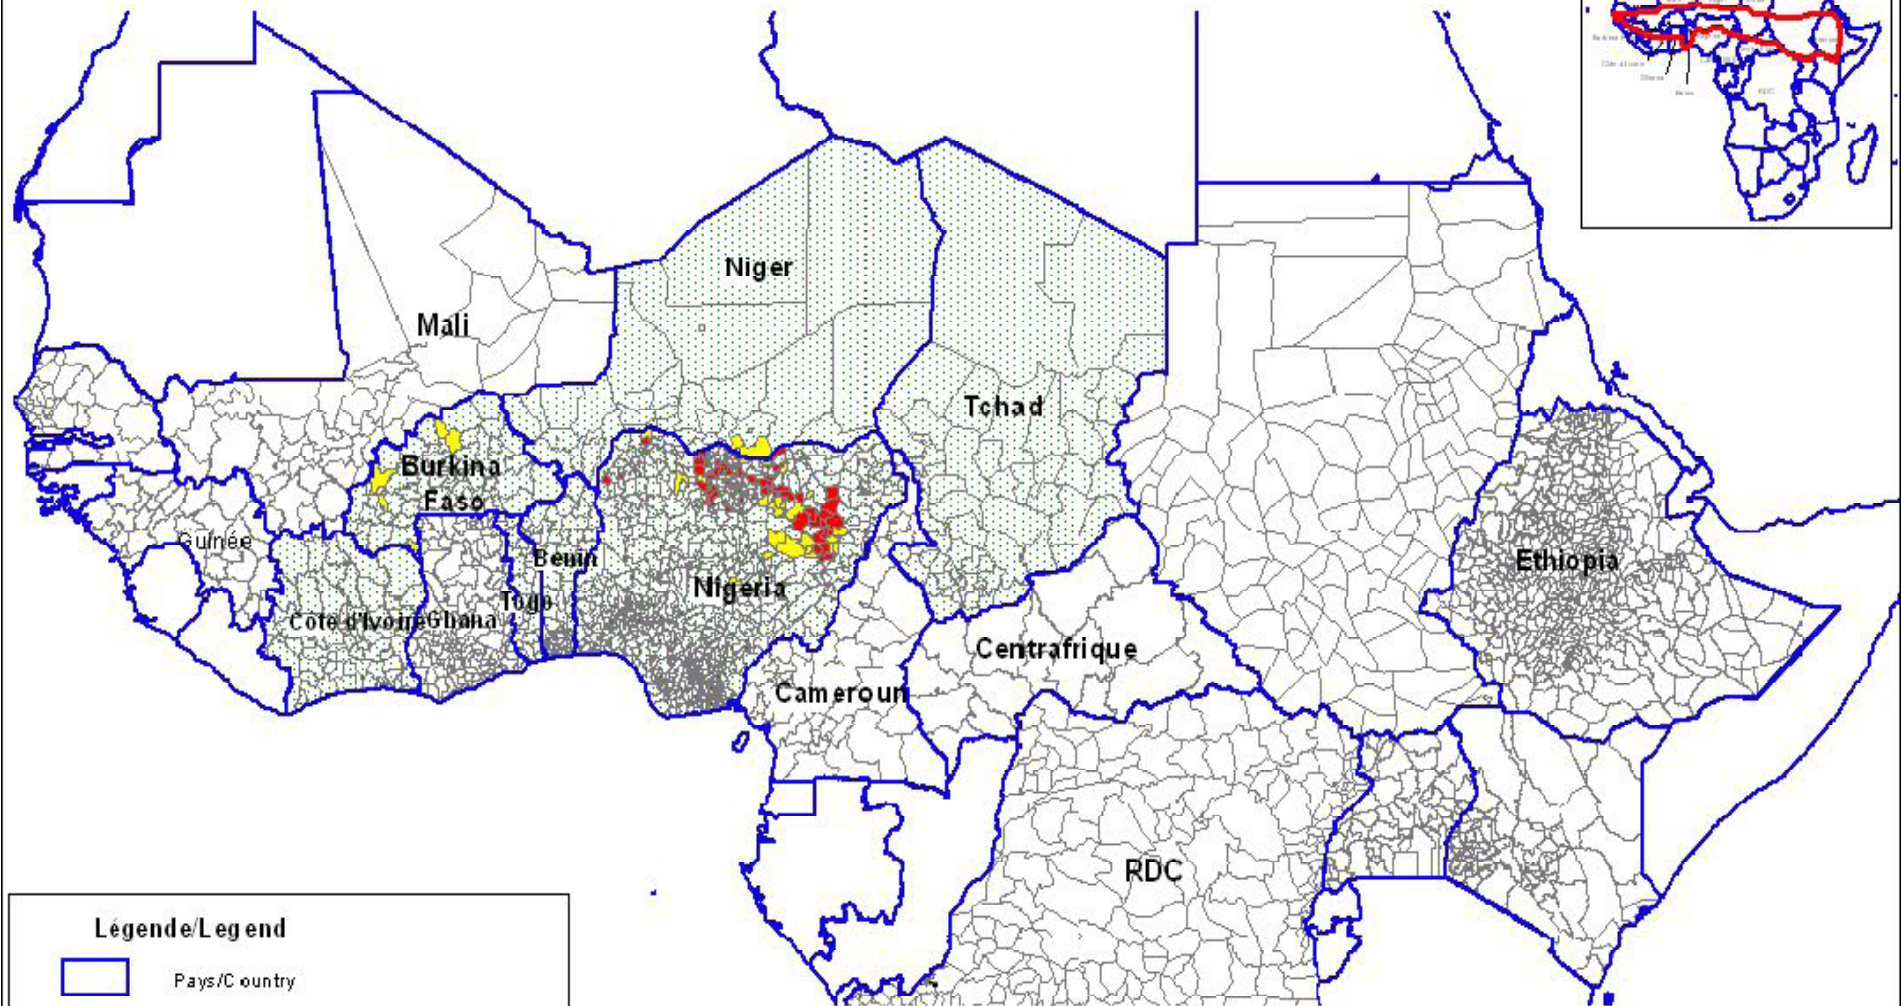 Niger
Mali
Tchad
Burkina
Faso
Guinée
Benin
Ethiopia
Nigeria
Togo
Côte d'Ivoire
Ghana
Centrafrique
Cameroun
RDC
Légende/Legend
Pays/Country